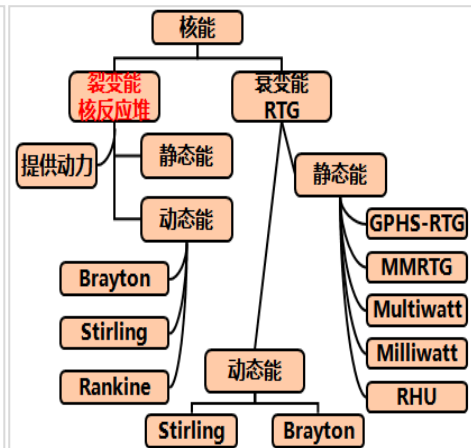 核能
裂变能
核反应堆
衰变能
RTG
提供动力
静态能
静态能
动态能
GPHS-RTG
Brayton
MMRTG
Multiwatt
Stirling
Milliwatt
动态能
Rankine
RHU
Stirling
Brayton